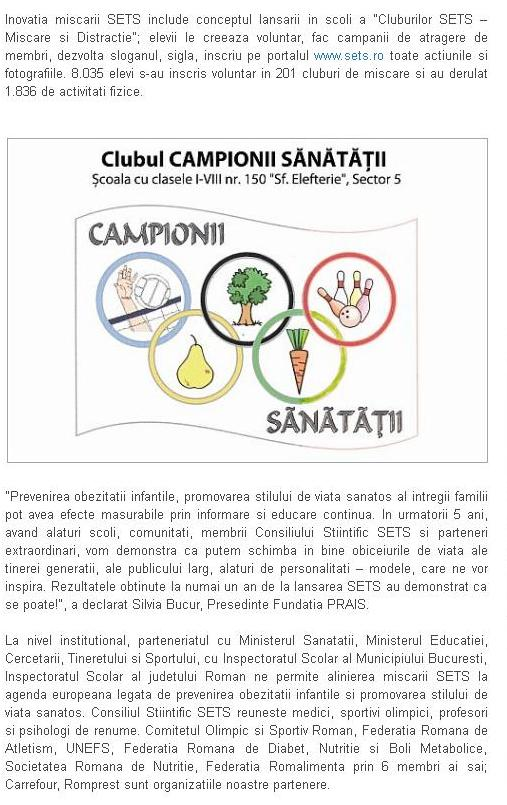 Inovatia miscarii SETS include conceptul lansarii in scoli a "Cluburilor SETS –
Miscare si Distractie"; elevii le creeaza voluntar, fac campanii de atragere de
membri, dezvolta sloganul, sigla, inscriu pe portalul www.sets.ro toate actiunile si
fotografiile. 8.035 elevi s-au inscris voluntar in 201 cluburi de miscare si au derulat
1.836 de activitati fizice.
Clubul CAMPIONII SĂNĂTĂȚII
Școala cu clasele I-VIII nr. 150 "Sf. Elefterie", Sector 5
CAMPIONII
SĂNĂTĂȚII
"Prevenirea obezitatii infantile, promovarea stilului de viata sanatos al intregii familii
pot avea efecte masurabile prin informare si educare continua. In urmatorii 5 ani,
avand alaturi scoli, comunitati, membrii Consiliului Stiintific SETS si parteneri
extraordinari, vom demonstra ca putem schimba in bine obiceiurile de viata ale
tinerei generatii, ale publicului larg, alaturi de personalitati – modele, care ne vor
inspira. Rezultatele obtinute la numai un an de la lansarea SETS au demonstrat ca
se poate!", a declarat Silvia Bucur, Presedinte Fundatia PRAIS.
La nivel institutional, parteneriatul cu Ministerul Sanatatii, Ministerul Educatiei,
Cercetarii, Tineretului si Sportului, cu Inspectoratul Scolar al Municipiului Bucuresti,
Inspectoratul Scolar al judetului Roman ne permite alinierea miscarii SETS la
agenda europeana legata de prevenirea obezitatii infantile si promovarea stilului de
viata sanatos. Consiliul Stiintific SETS reuneste medici, sportivi olimpici, profesori
si psihologi de renume. Comitetul Olimpic si Sportiv Roman, Federatia Romana de
Atletism, UNEFS, Federatia Romana de Diabet, Nutritie si Boli Metabolice,
Societatea Romana de Nutritie, Federatia Romalimenta prin 6 membri ai sai;
Carrefour, Romprest sunt organizatiile noastre partenere.